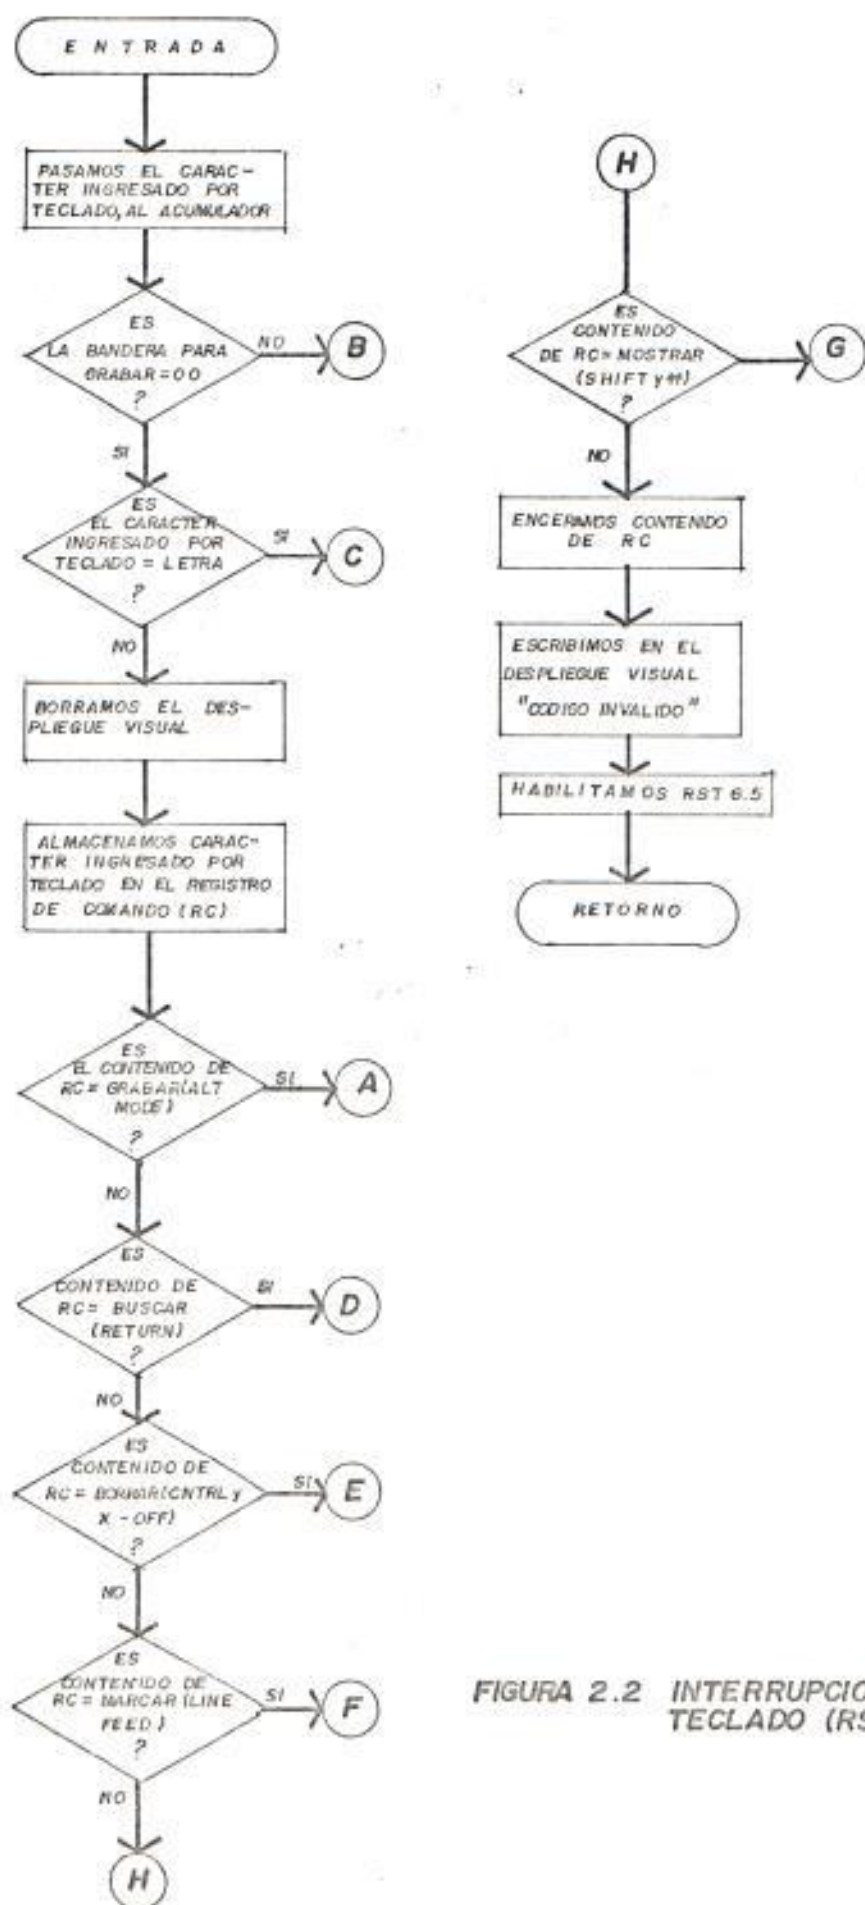 ENTRADA
PASAMOS EL CARAC-
TER INGRESADO POR
TECLADO, AL ACUMULADOR
ES
LA BANDERA PARA
GRABAR=00
?
NO
B
SI
ES
EL CARACTER
INGRESADO POR
TECLADO = LETRA
?
SI
C
NO
BORRAMOS EL DES-
PLIEGUE VISUAL
ALMACENAMOS CARAC-
TER INGRESADO POR
TECLADO EN EL REGISTRO
DE COMANDO (RC)
ES
EL CONTENIDO DE
RC= GRABAR(ALT
MODE)
?
SI
A
NO
ES
CONTENIDO DE
RC= BUSCAR
(RETURN)
?
SI
D
NO
ES
CONTENIDO DE
RC= BORRAR(CNTRL y
X-OFF)
?
SI
E
NO
ES
CONTENIDO DE
RC= MARCAR (LINE
FEED)
?
SI
F
NO
H
H
ES
CONTENIDO
DE RC= MOSTRAR
(SHIFT y
?
G
NO
ENCERAMOS CONTENIDO
DE RC
ESCRIBIMOS EN EL
DESPLIEGUE VISUAL
"CODIGO INVALIDO"
HABILITAMOS RST 6.5
RETORNO
FIGURA 2.2 INTERRUPCIO
TECLADO (RS